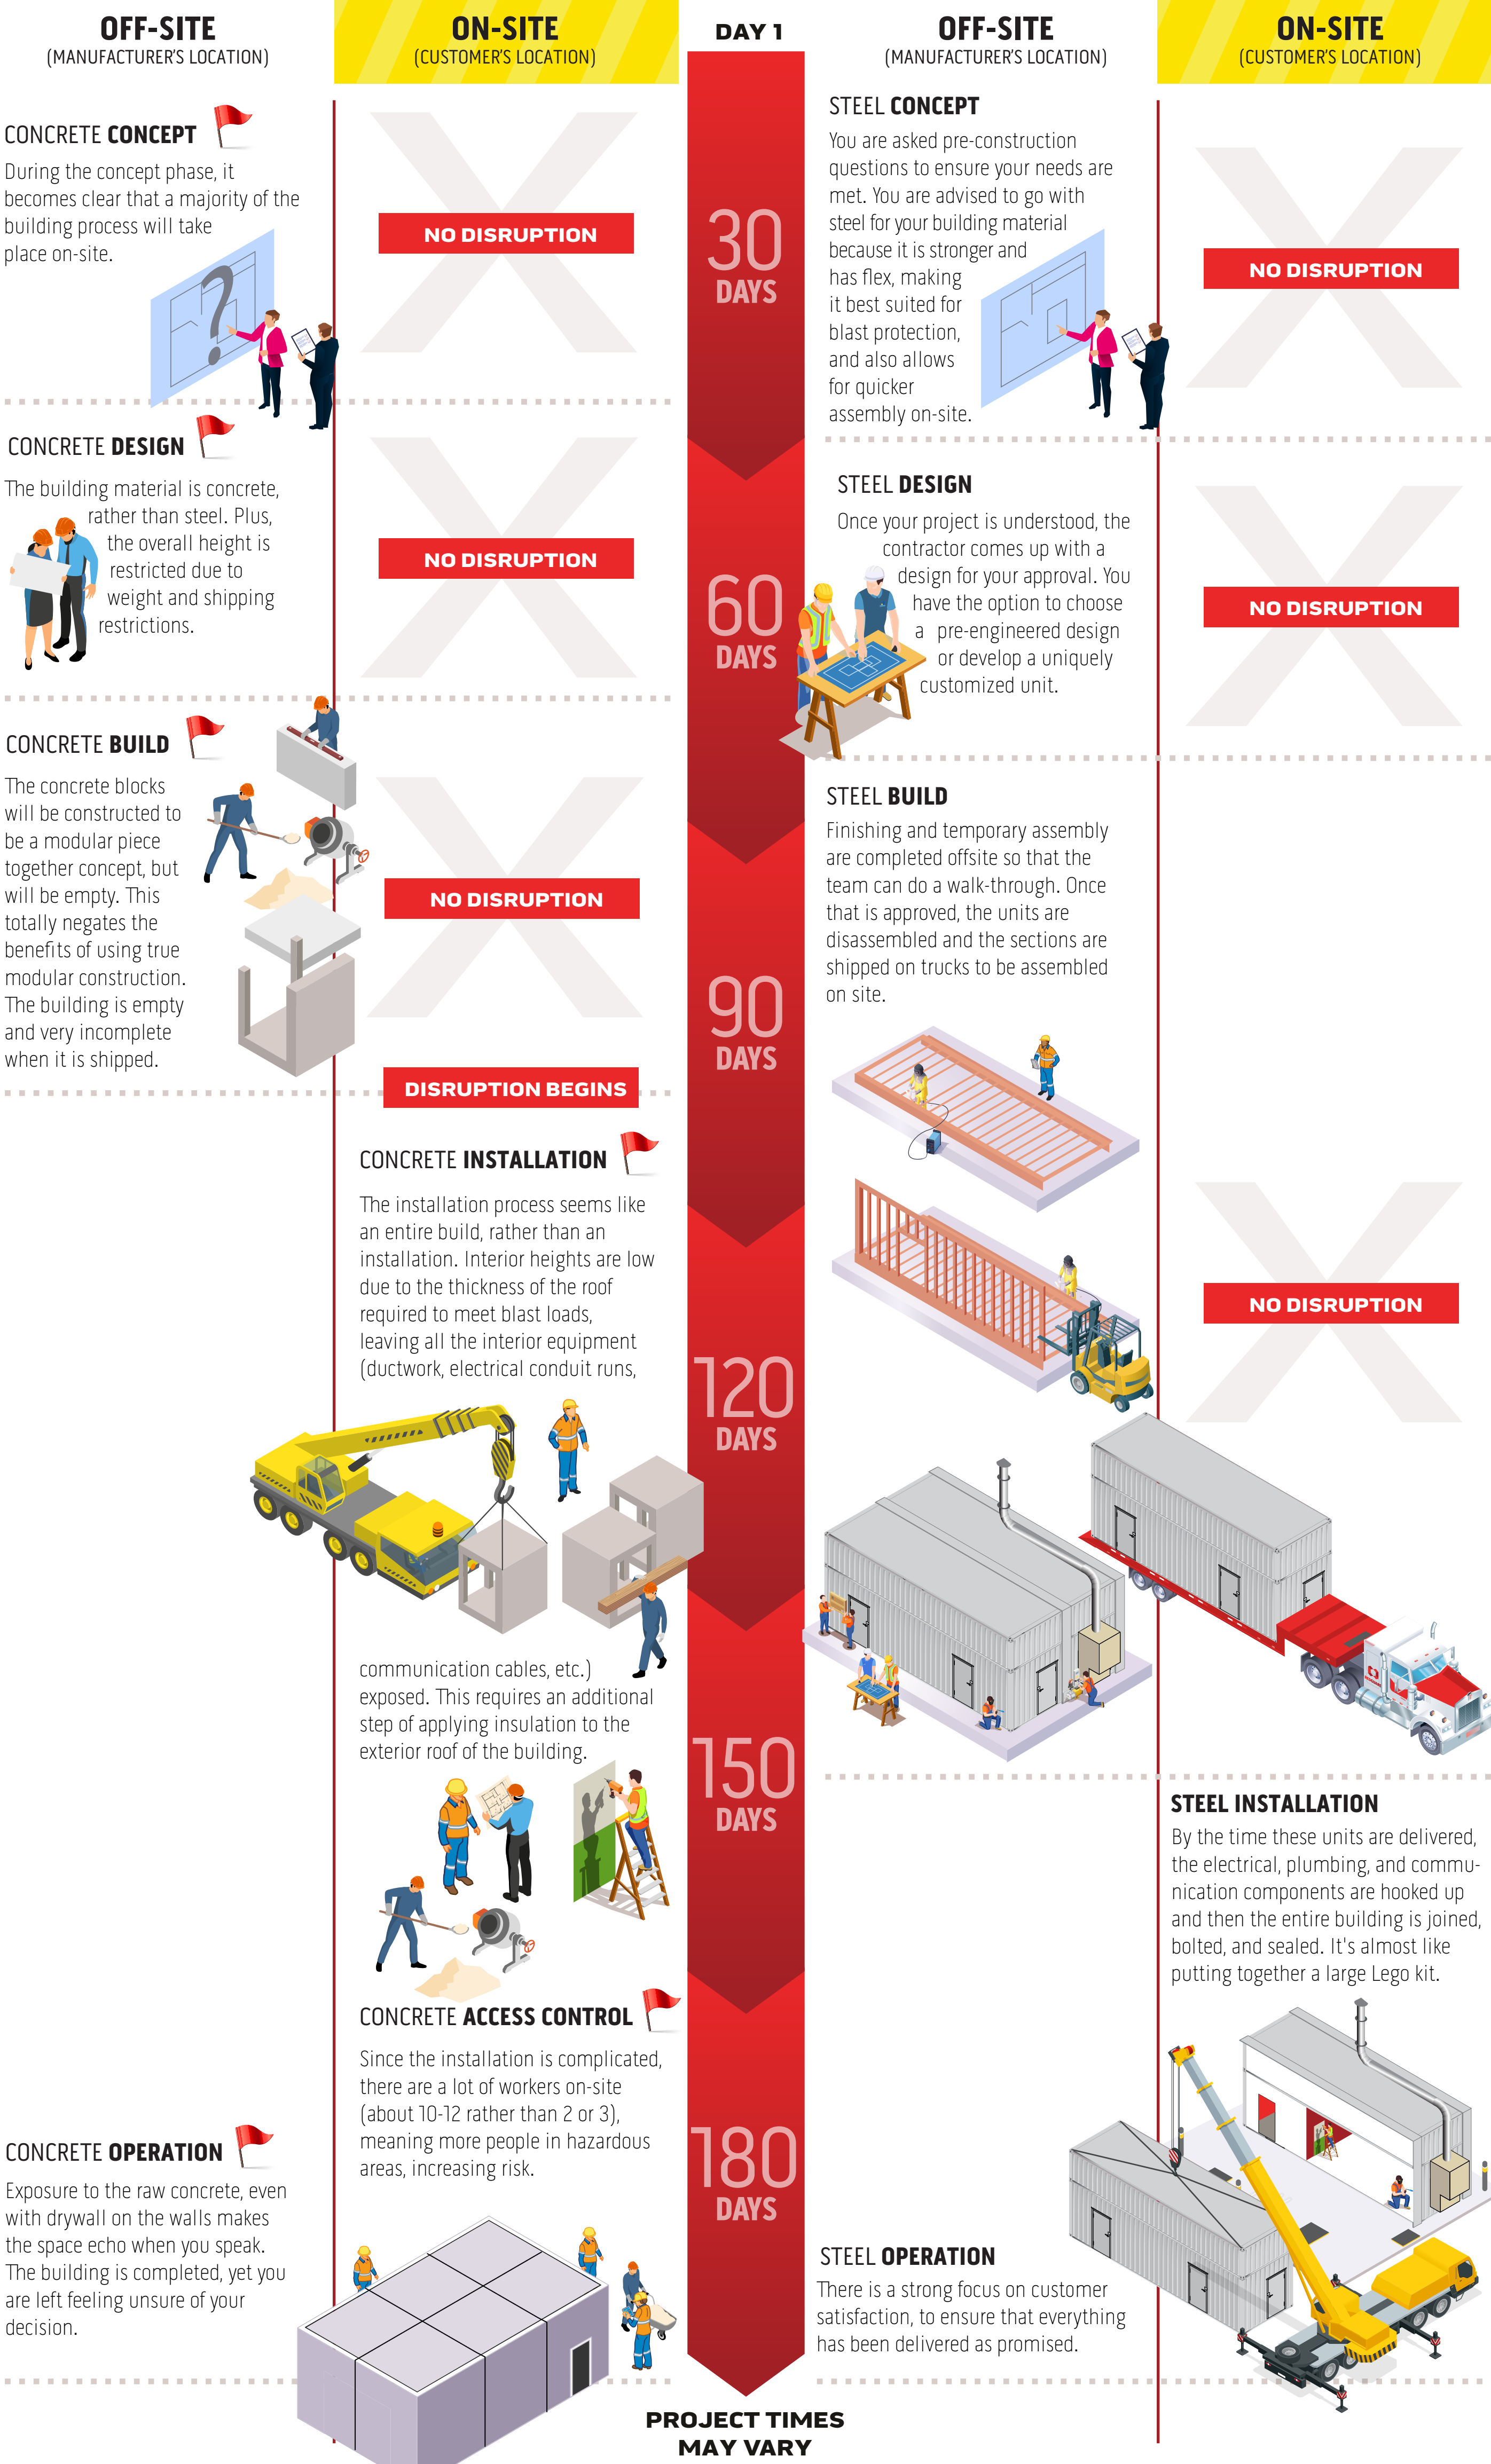 OFF-SITE
(MANUFACTURER'S LOCATION)
ON-SITE
(CUSTOMER'S LOCATION)
CONCRETE CONCEPT
During the concept phase, it
becomes clear that a majority of the
building process will take
place on-site.
?
NO DISRUPTION
CONCRETE DESIGN
The building material is concrete,
rather than steel. Plus,
the overall height is
restricted due to
weight and shipping
restrictions.
NO DISRUPTION
CONCRETE BUILD
The concrete blocks
will be constructed to
be a modular piece
together concept, but
will be empty. This
totally negates the
benefits of using true
modular construction.
The building is empty
and very incomplete
when it is shipped.
NO DISRUPTION
DISRUPTION BEGINS
CONCRETE INSTALLATION
The installation process seems like
an entire build, rather than an
installation. Interior heights are low
due to the thickness of the roof
required to meet blast loads,
leaving all the interior equipment
(ductwork, electrical conduit runs,
communication cables, etc.)
exposed. This requires an additional
step of applying insulation to the
exterior roof of the building.
CONCRETE ACCESS CONTROL
Since the installation is complicated,
there are a lot of workers on-site
(about 10-12 rather than 2 or 3),
meaning more people in hazardous
areas, increasing risk.
CONCRETE OPERATION
Exposure to the raw concrete, even
with drywall on the walls makes
the space echo when you speak.
The building is completed, yet you
are left feeling unsure of your
decision.
DAY 1
30
DAYS
60
DAYS
90
DAYS
120
DAYS
150
DAYS
180
DAYS
PROJECT TIMES
MAY VARY
OFF-SITE
(MANUFACTURER'S LOCATION)
ON-SITE
(CUSTOMER'S LOCATION)
STEEL CONCEPT
You are asked pre-construction
questions to ensure your needs are
met. You are advised to go with
steel for your building material
because it is stronger and
has flex, making
it best suited for
blast protection,
and also allows
for quicker
assembly on-site.
NO DISRUPTION
STEEL DESIGN
Once your project is understood, the
contractor comes up with a
design for your approval. You
have the option to choose
a pre-engineered design
or develop a uniquely
customized unit.
NO DISRUPTION
STEEL BUILD
Finishing and temporary assembly
are completed offsite so that the
team can do a walk-through. Once
that is approved, the units are
disassembled and the sections are
shipped on trucks to be assembled
on site.
NO DISRUPTION
STEEL INSTALLATION
By the time these units are delivered,
the electrical, plumbing, and commu-
nication components are hooked up
and then the entire building is joined,
bolted, and sealed. It's almost like
putting together a large Lego kit.
STEEL OPERATION
There is a strong focus on customer
satisfaction, to ensure that everything
has been delivered as promised.